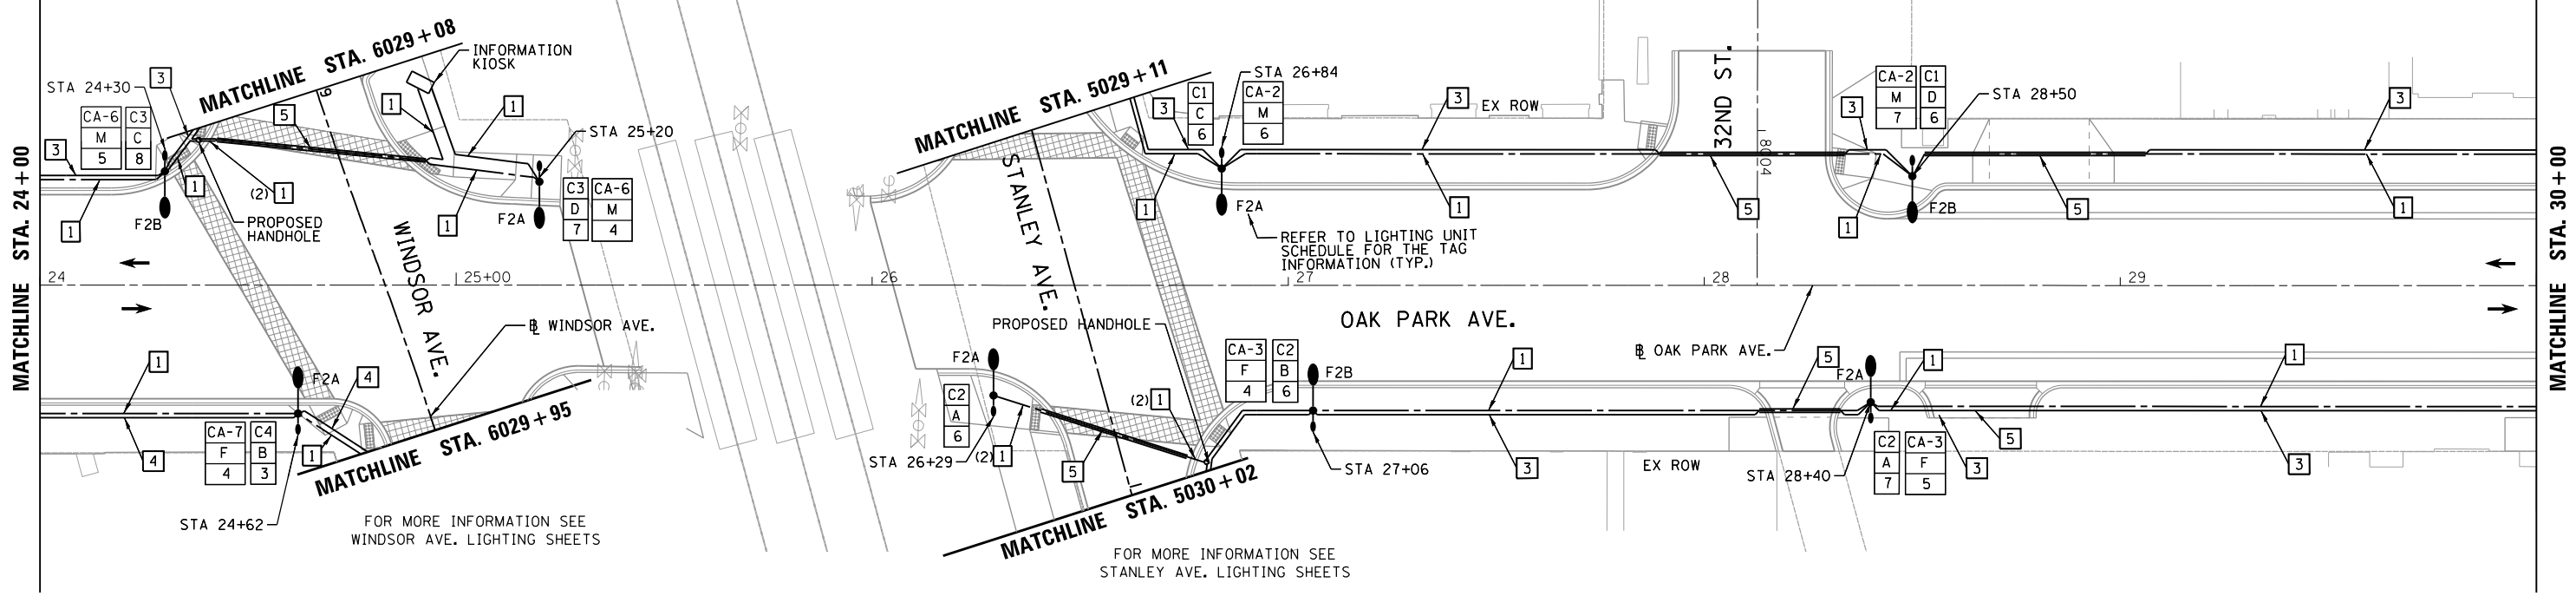 MATCHLINE STA. 24+00
MATCHLINE STA. 6029+08
INFORMATION
KIOSK
STA 24+30
3
CA-6
M
5
C3
C
8
3
1
1
(2) 1
5
1
1
1
F2B
PROPOSED
HANDHOLE
STA 25+20
F2A
C3
D
7
CA-6
M
4
WINDSOR AVE.
24
25+00
26
27
28
29
℄ WINDSOR AVE.
1
4
F2A
4
1
CA-7
F
4
C4
B
3
STA 24+62
MATCHLINE STA. 6029+95
FOR MORE INFORMATION SEE
WINDSOR AVE. LIGHTING SHEETS
MATCHLINE STA. 5029+11
STANLEY AVE.
3
C1
C
6
CA-2
M
6
STA 26+84
1
F2A
REFER TO LIGHTING UNIT
SCHEDULE FOR THE TAG
INFORMATION (TYP.)
3
EX ROW
1
32ND ST.
8004
5
3
CA-2
M
7
C1
D
6
STA 28+50
1
F2B
5
3
1
OAK PARK AVE.
℄ OAK PARK AVE.
PROPOSED HANDHOLE
F2A
C2
A
6
STA 26+29
(2) 1
(2) 1
5
CA-3
F
4
C2
B
6
F2B
STA 27+06
1
3
EX ROW
5
F2A
1
STA 28+40
C2
A
7
CA-3
F
5
5
3
1
3
MATCHLINE STA. 5030+02
FOR MORE INFORMATION SEE
STANLEY AVE. LIGHTING SHEETS
MATCHLINE STA. 30+00